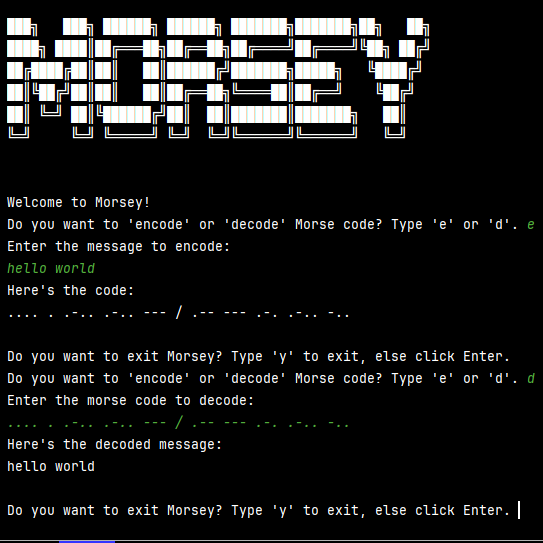 MORSEY
Welcome to Morsey!
Do you want to 'encode' or 'decode' Morse code? Type 'e' or 'd'. e
Enter the message to encode:
hello world
Here's the code:
.... . .-.. .-.. --- / .-- --- .-. .-.. -..
Do you want to exit Morsey? Type 'y' to exit, else click Enter.
Do you want to 'encode' or 'decode' Morse code? Type 'e' or 'd'. d
Enter the morse code to decode:
.... . .-.. .-.. --- / .-- --- .-. .-.. -..
Here's the decoded message:
hello world
Do you want to exit Morsey? Type 'y' to exit, else click Enter.